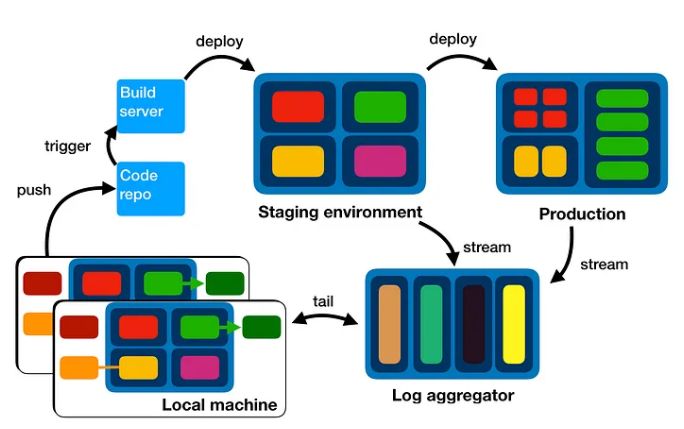 deploy
deploy
Build
server
trigger
Code
repo
push
Staging environment
Production
stream
stream
tail
Local machine
Log aggregator